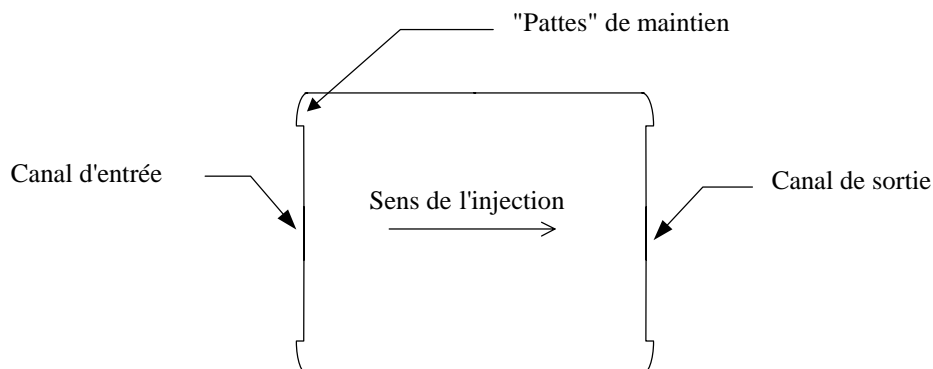 "Pattes" de maintien
Canal d'entrée
Canal de sortie
Sens de l'injection